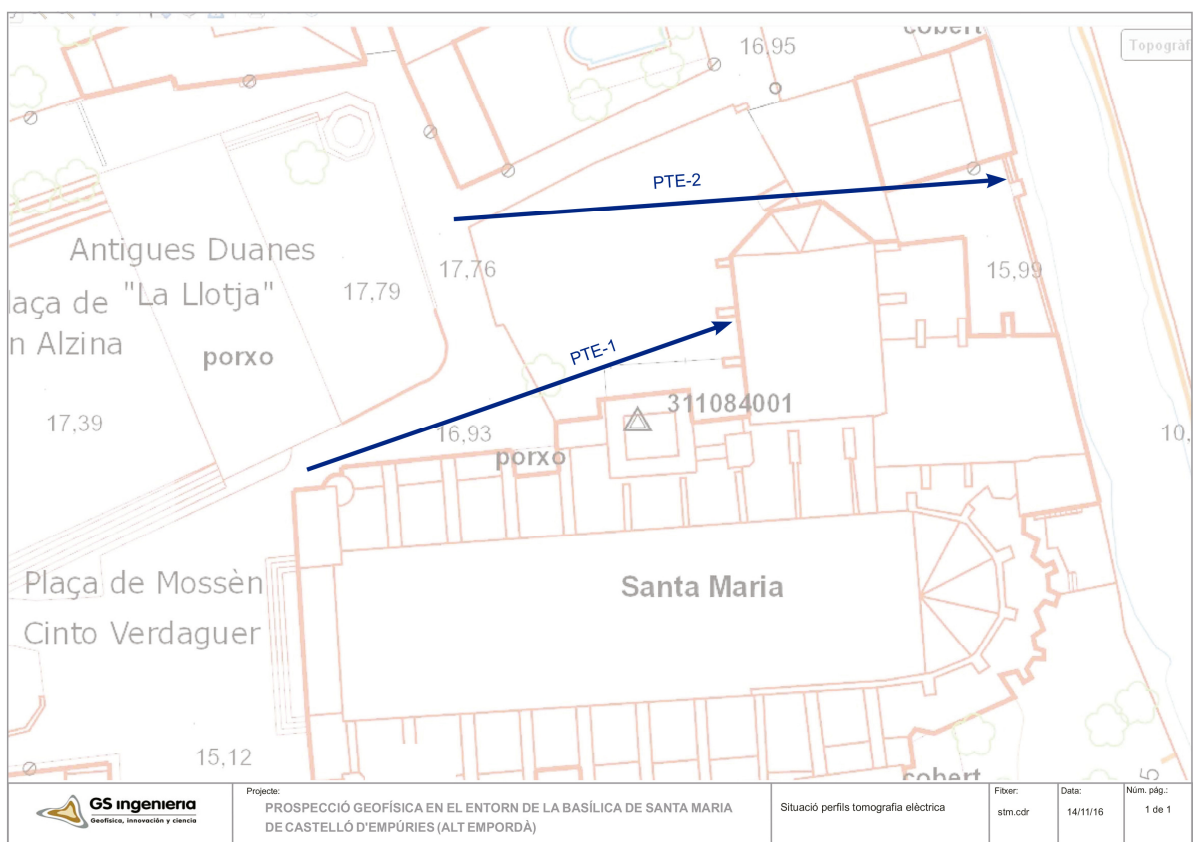 cobert
16,95
Topogràf
PTE-2
Antigues Duanes
"La Llotja"
17,76
17,79
15,99
laça de
n Alzina
porxo
PTE-1
311084001
17,39
16,93
porxo
10,
Plaça de Mossèn
Cinto Verdaguer
Santa Maria
15,12
cobert
5
GS ingenieria
Geofísica, innovación y ciencia
Projecte:
PROSPECCIÓ GEOFÍSICA EN EL ENTORN DE LA BASÍLICA DE SANTA MARIA
DE CASTELLÓ D'EMPÚRIES (ALT EMPORDÀ)
Situació perfils tomografia elèctrica
Fitxer:
stm.cdr
Data:
14/11/16
Núm. pág.:
1 de 1